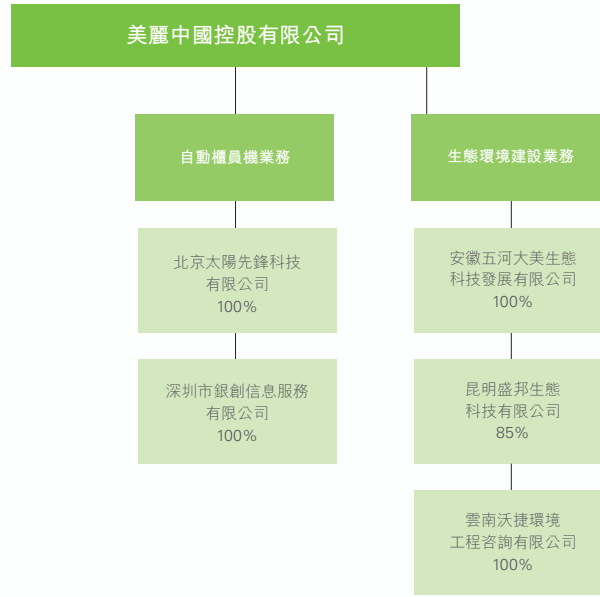 美麗中國控股有限公司
自動櫃員機業務
生態環境建設業務
北京太陽先鋒科技
有限公司
100%
安徽五河大美生態
科技發展有限公司
100%
深圳市銀創信息服務
有限公司
100%
昆明盛邦生態
科技有限公司
85%
雲南沃捷環境
工程咨詢有限公司
100%